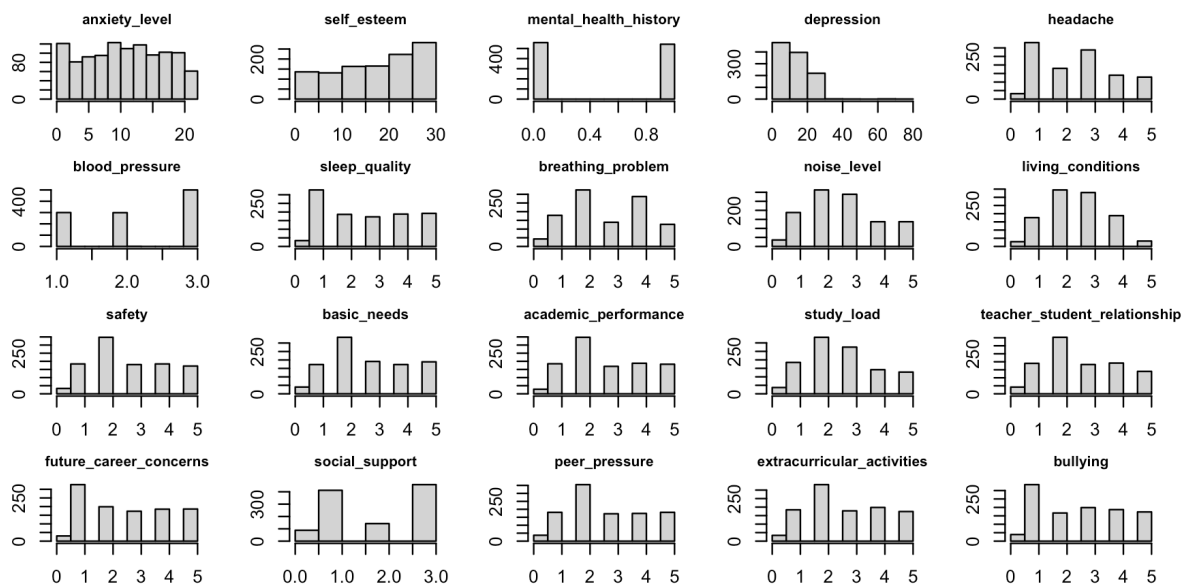 anxiety_level
80
0
0 5 10 20
self_esteem
200
0
0 10 20 30
mental_health_history
400
0
0.0 0.4 0.8
depression
300
0
0 20 40 60 80
headache
250
0
0 1 2 3 4 5
blood_pressure
400
0
1.0 2.0 3.0
sleep_quality
250
0
0 1 2 3 4 5
breathing_problem
250
0
0 1 2 3 4 5
noise_level
200
0
0 1 2 3 4 5
living_conditions
250
0
0 1 2 3 4 5
safety
250
0
0 1 2 3 4 5
basic_needs
250
0
0 1 2 3 4 5
academic_performance
250
0
0 1 2 3 4 5
study_load
250
0
0 1 2 3 4 5
teacher_student_relationship
250
0
0 1 2 3 4 5
future_career_concerns
250
0
0 1 2 3 4 5
social_support
300
0
0.0 1.0 2.0 3.0
peer_pressure
250
0
0 1 2 3 4 5
extracurricular_activities
250
0
0 1 2 3 4 5
bullying
250
0
0 1 2 3 4 5